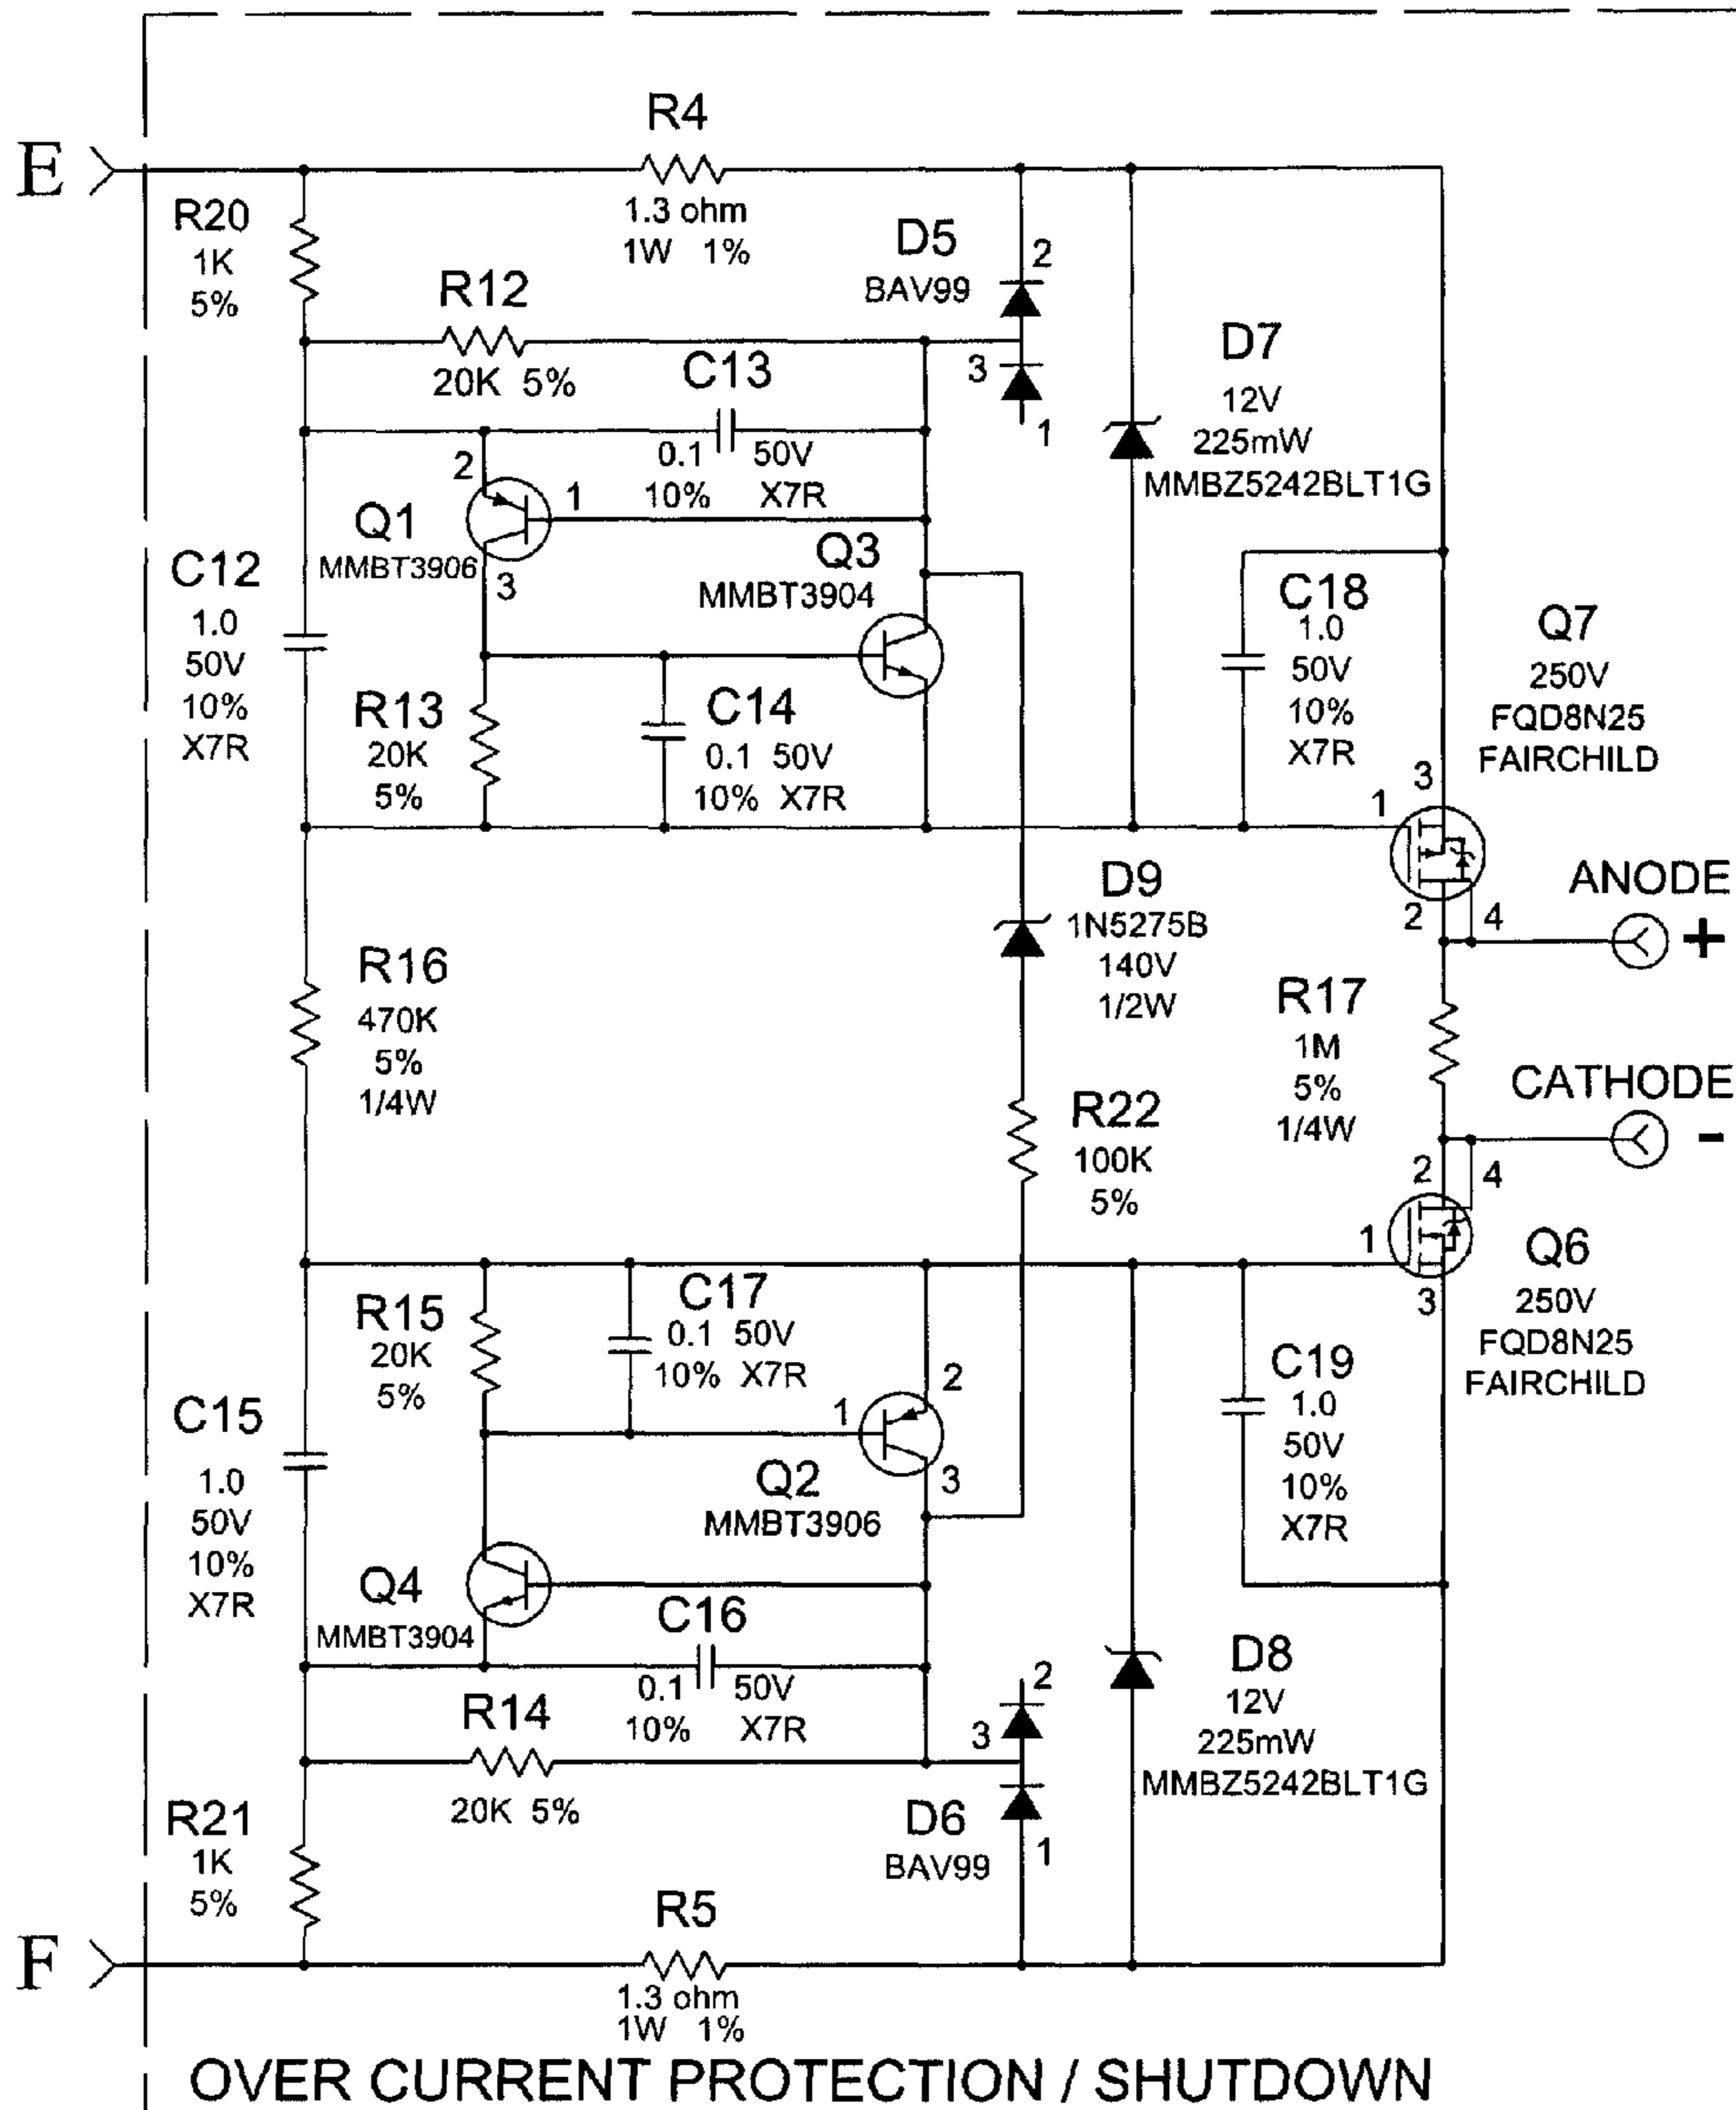 E
R4
1.3 ohm
1W 1%
R20
1K
5%
R12
20K 5%
D5
BAV99
2
3
1
C13
0.1 50V
10% X7R
D7
12V
225mW
MMBZ5242BLT1G
2
1
Q1
MMBT3906
3
Q3
MMBT3904
C12
1.0
50V
10%
X7R
R13
20K
5%
C14
0.1 50V
10% X7R
C18
1.0
50V
10%
X7R
Q7
250V
FQD8N25
FAIRCHILD
3
1
2
4
ANODE
+
D9
1N5275B
140V
1/2W
R16
470K
5%
1/4W
R17
1M
5%
1/4W
R22
100K
5%
CATHODE
-
2
4
1
3
Q6
250V
FQD8N25
FAIRCHILD
R15
20K
5%
C17
0.1 50V
10% X7R
2
1
3
Q2
MMBT3906
C19
1.0
50V
10%
X7R
C15
1.0
50V
10%
X7R
Q4
MMBT3904
C16
0.1 50V
10% X7R
R14
20K 5%
2
3
1
D6
BAV99
D8
12V
225mW
MMBZ5242BLT1G
R21
1K
5%
F
R5
1.3 ohm
1W 1%
OVER CURRENT PROTECTION / SHUTDOWN